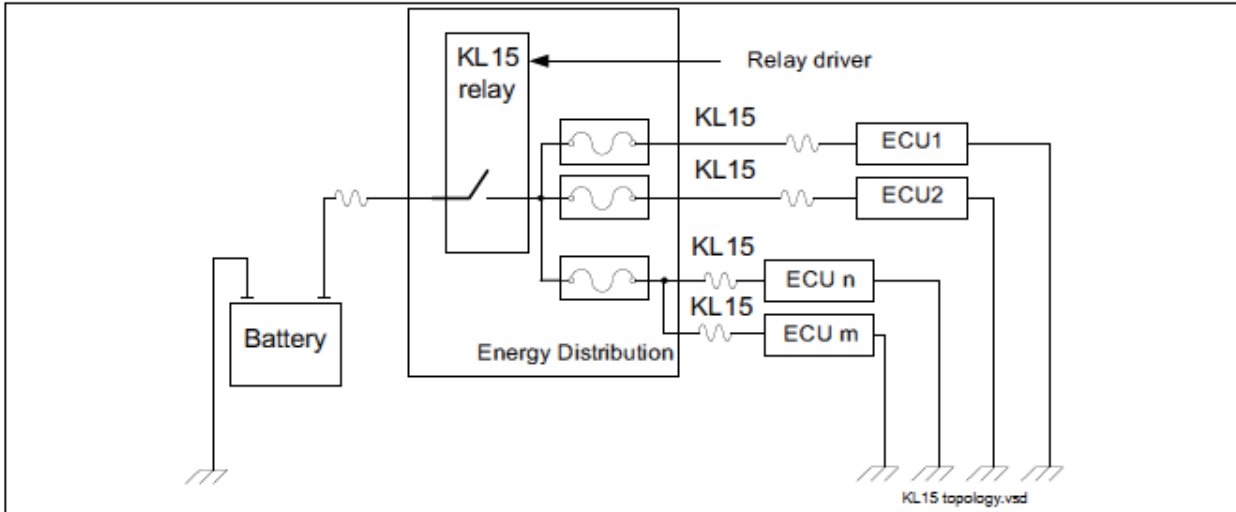 KL15
relay
Relay driver
KL15
ECU1
KL15
ECU2
KL15
ECU n
KL15
ECU m
Battery
Energy Distribution
KL15 topology.vsd